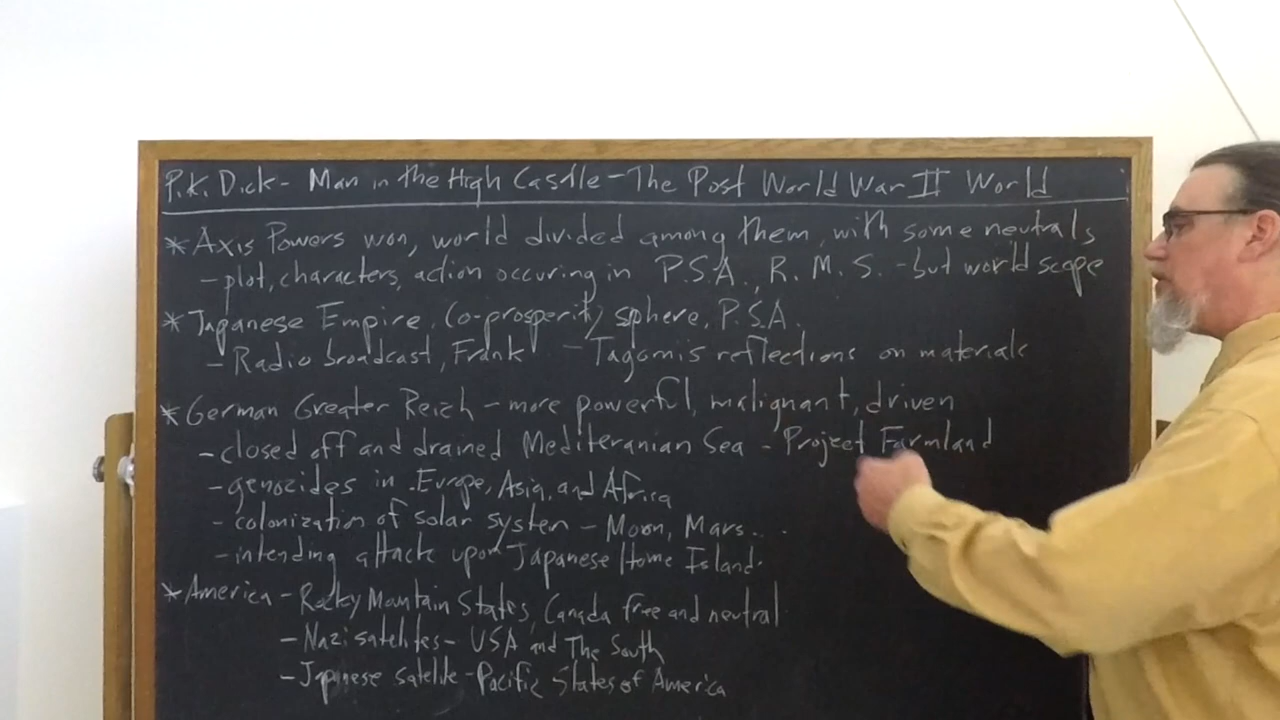 P.K. Dick - Man in the High Castle - The Post World War II World
* Axis Powers won, world divided among them, with some neutrals
- plot, characters, action occuring in P.S.A., R.M.S. - but world scope
* Japanese Empire, Co-prosperity sphere, P.S.A.
- Radio broadcast, Frank - Tagomi's reflections on materials
* German Greater Reich - more powerful, malignant, driven
- closed off and drained Mediteranian Sea - Project Farmland
- genocides in Europe, Asia, and Africa
- colonization of solar system - Moon, Mars...
- intending attack upon Japanese Home Island.
* America - Rocky Mountain States, Canada free and neutral
- Nazi satelites - USA and The South
- Japanese satelite - Pacific States of America